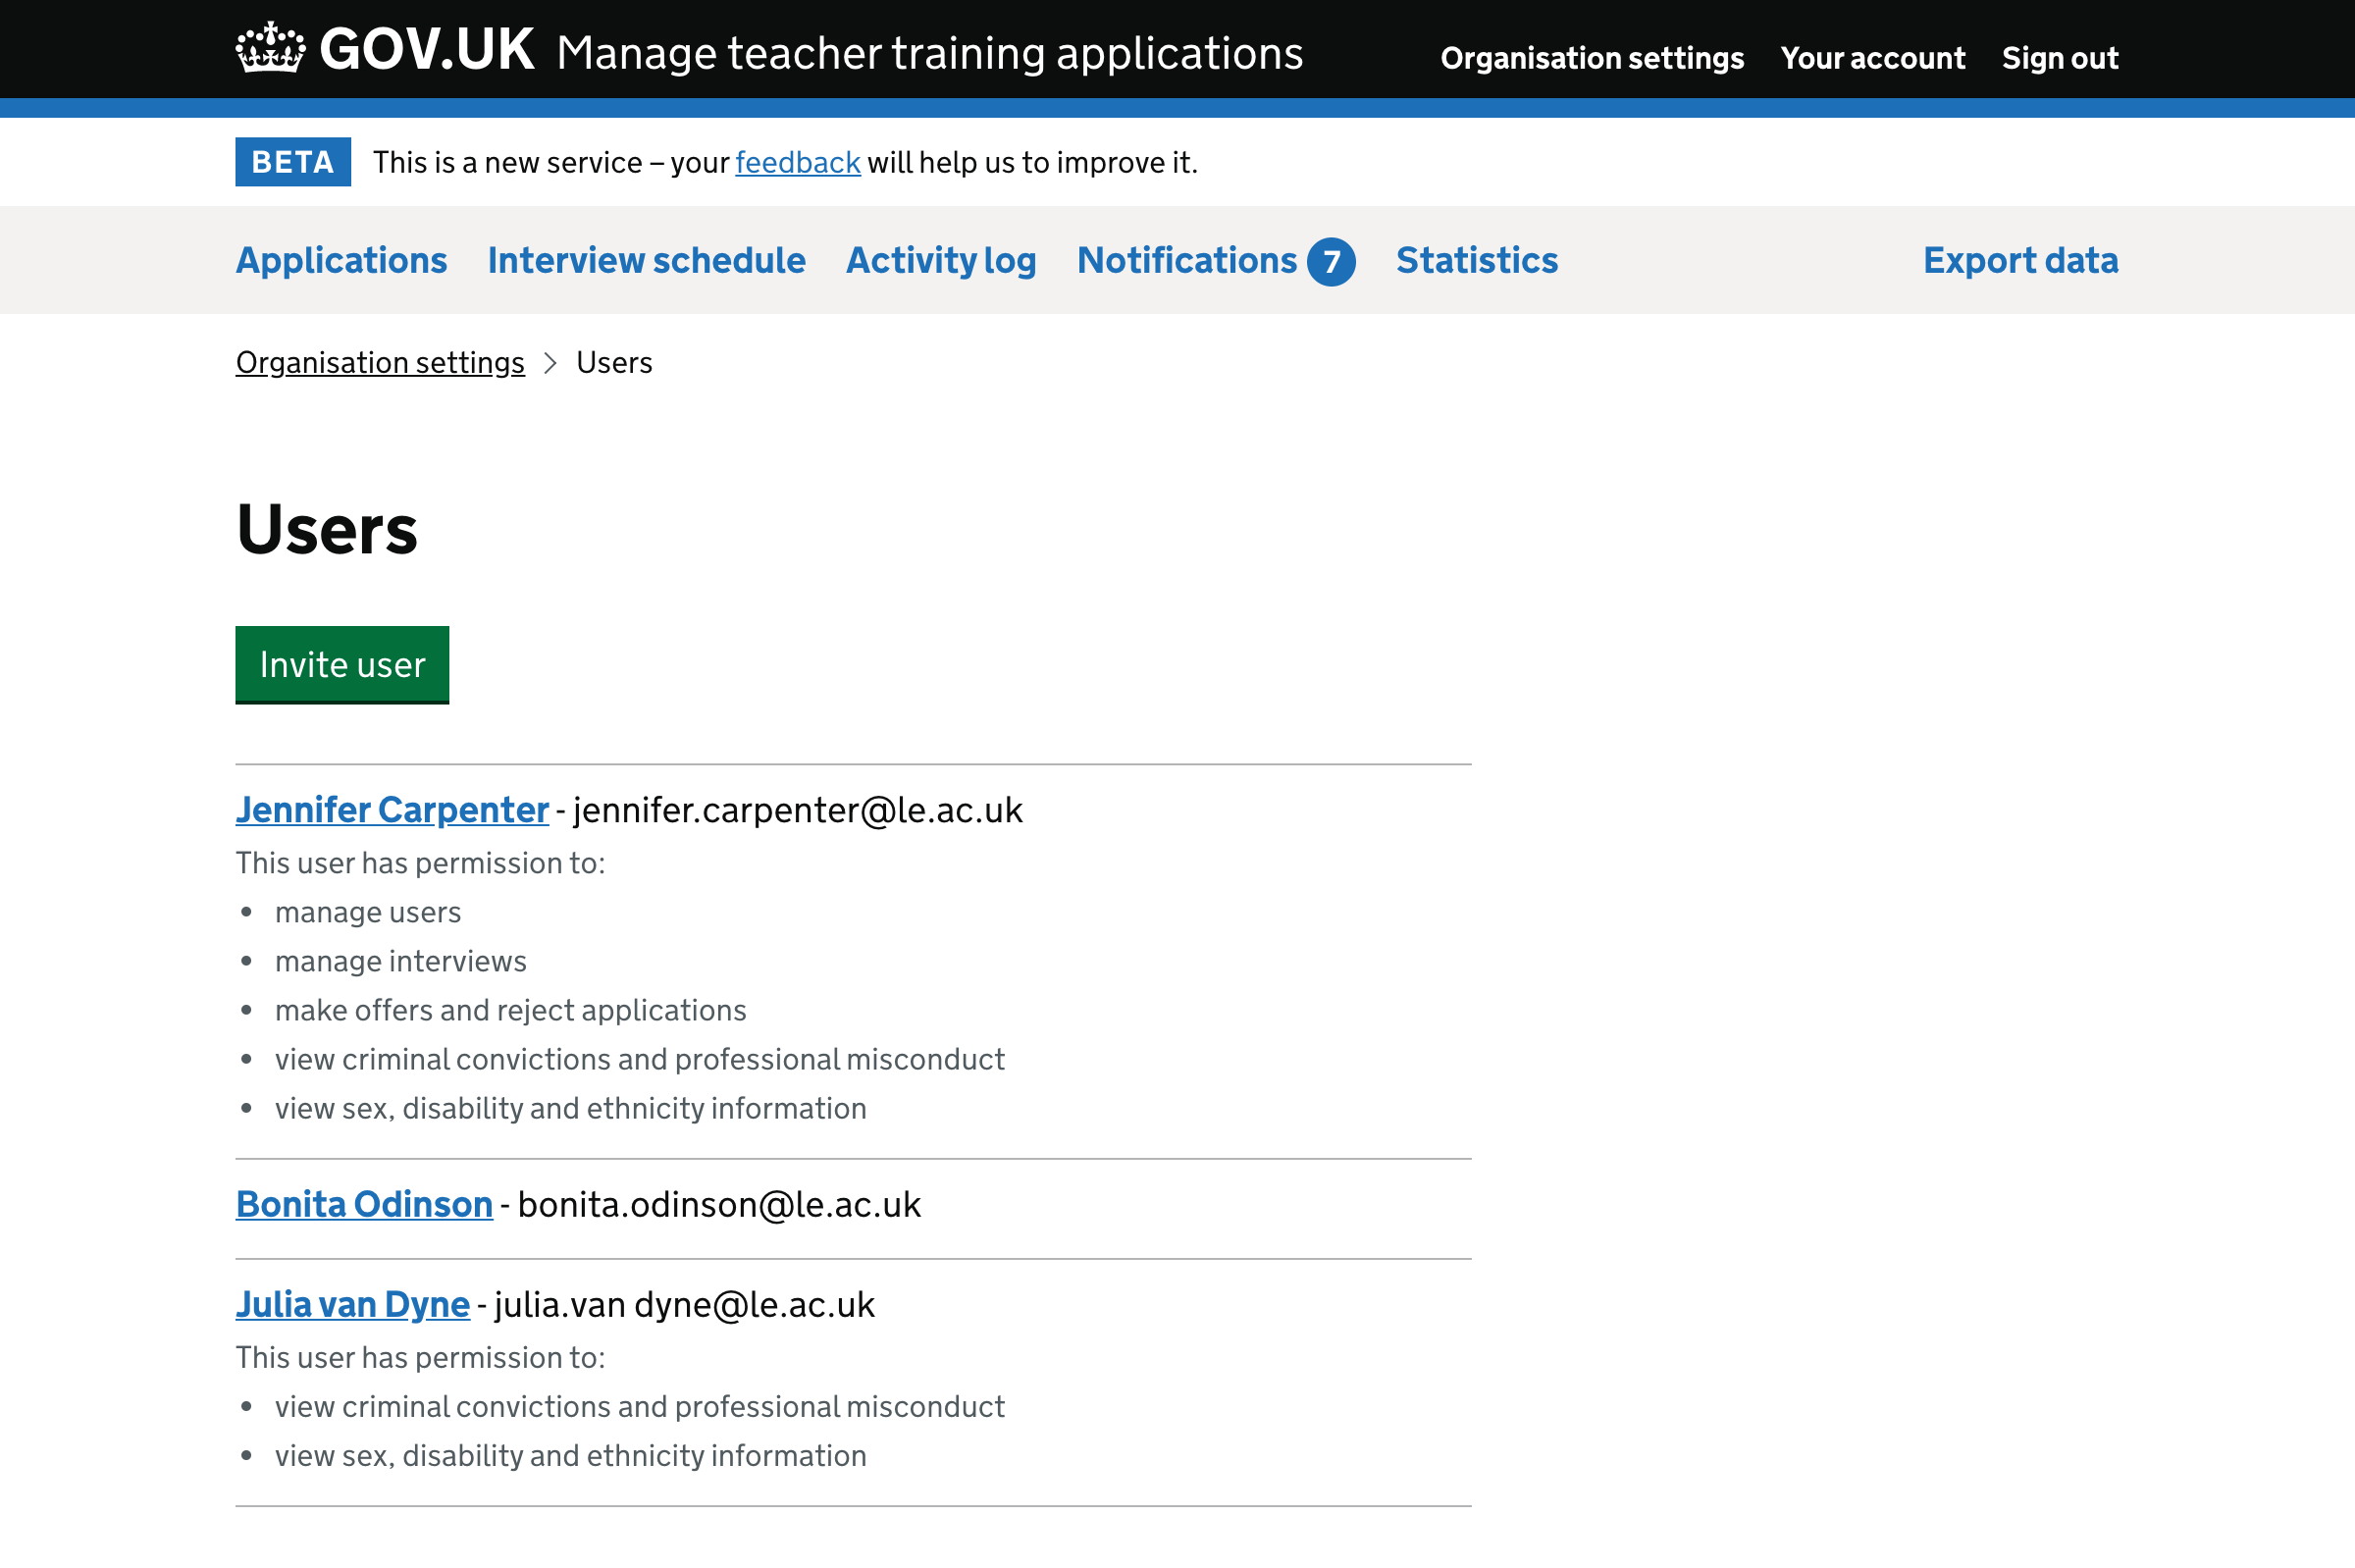 GOV.UK Manage teacher training applications Organisation settings Your account Sign out
BETA This is a new service – your feedback will help us to improve it.
Applications Interview schedule Activity log Notifications 7 Statistics Export data
Organisation settings > Users
Users
Invite user
Jennifer Carpenter - jennifer.carpenter@le.ac.uk
This user has permission to:
• manage users
• manage interviews
• make offers and reject applications
• view criminal convictions and professional misconduct
• view sex, disability and ethnicity information
Bonita Odinson - bonita.odinson@le.ac.uk
Julia van Dyne - julia.van dyne@le.ac.uk
This user has permission to:
• view criminal convictions and professional misconduct
• view sex, disability and ethnicity information